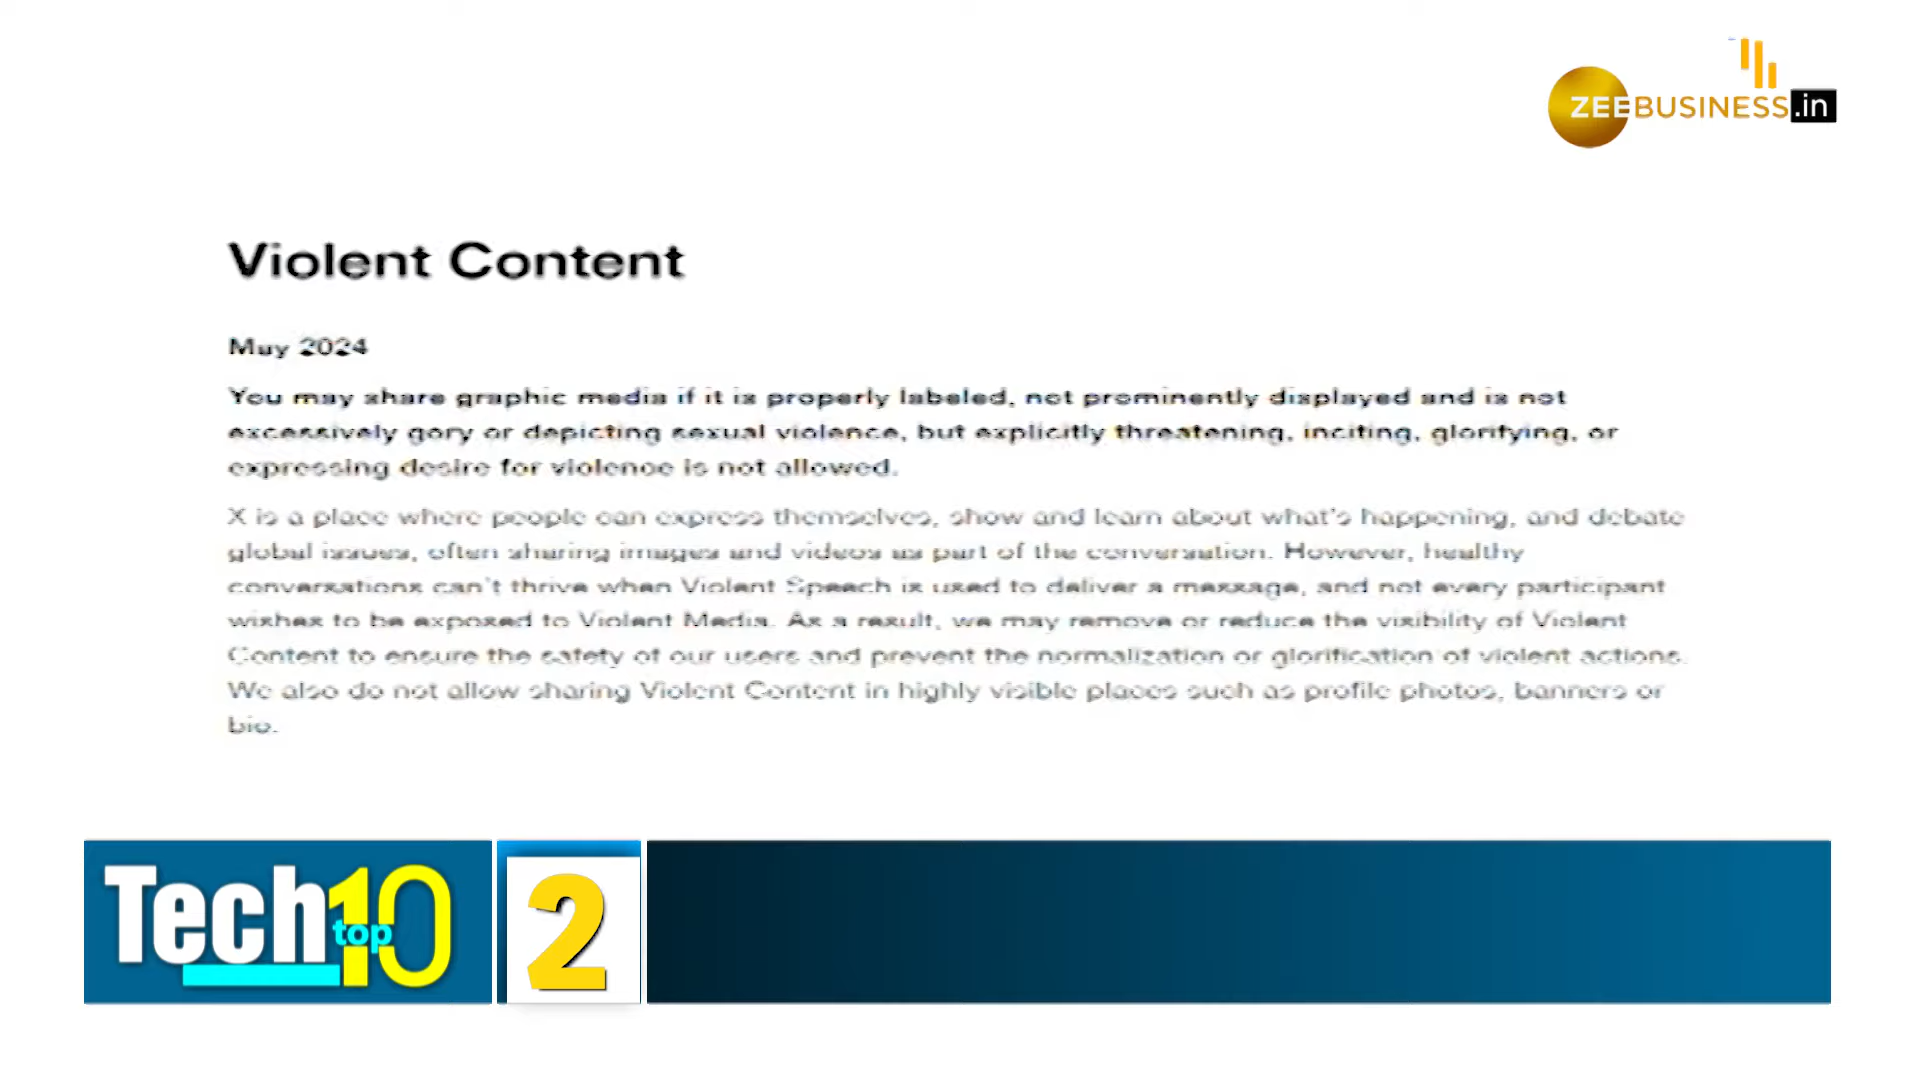 ZEEBUSINESS.in
Violent Content
May 2024
You may share graphic media if it is properly labeled, not prominently displayed and is not
excessively gory or depicting sexual violence, but explicitly threatening, inciting, glorifying, or
expressing desire for violence is not allowed.
X is a place where people can express themselves, show and learn about what's happening, and debate
global issues, often sharing images and videos as part of the conversation. However, healthy
conversations can't thrive when Violent Speech is used to deliver a message, and not every participant
wishes to be exposed to Violent Media. As a result, we may remove or reduce the visibility of Violent
Content to ensure the safety of our users and prevent the normalization or glorification of violent actions.
We also do not allow sharing Violent Content in highly visible places such as profile photos, banners or
bio.
Tech top 10 2